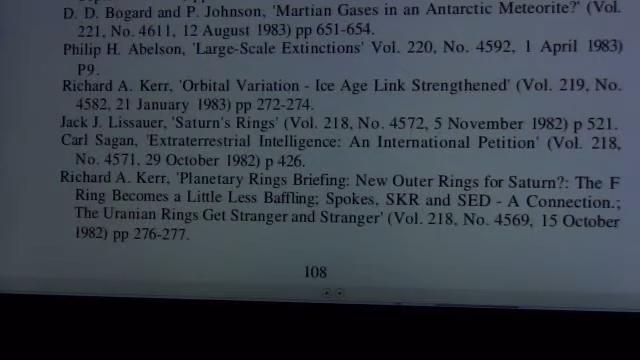 D. D. Bogard and P. Johnson, 'Martian Gases in an Antarctic Meteorite?' (Vol.
221, No. 4611, 12 August 1983) pp 651-654.
Philip H. Abelson, 'Large-Scale Extinctions' Vol. 220, No. 4592, 1 April 1983)
P9.
Richard A. Kerr, 'Orbital Variation - Ice Age Link Strengthened' (Vol. 219, No.
4582, 21 January 1983) pp 272-274.
Jack J. Lissauer, 'Saturn's Rings' (Vol. 218, No. 4572, 5 November 1982) p 521.
Carl Sagan, 'Extraterrestrial Intelligence: An International Petition' (Vol. 218,
No. 4571, 29 October 1982) p 426.
Richard A. Kerr, 'Planetary Rings Briefing: New Outer Rings for Saturn?: The F
Ring Becomes a Little Less Baffling; Spokes, SKR and SED - A Connection.;
The Uranian Rings Get Stranger and Stranger' (Vol. 218, No. 4569, 15 October
1982) pp 276-277.
108